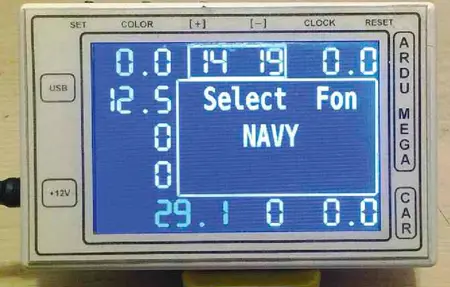 SET COLOR [+] [-] CLOCK RESET
USB
+12V
0.0 14 19 0.0
12.5 Select Fon
0 NAVY
0
29.1 0 0.0
ARDU MEGA
CAR